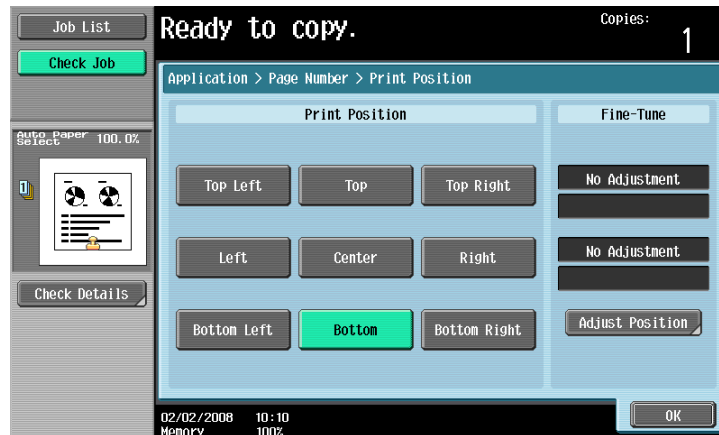 Job List
Check Job
Ready to copy.
Copies:
1
Application > Page Number > Print Position
Auto Paper Select 100.0%
1
Check Details
Print Position
Top Left Top Top Right
Left Center Right
Bottom Left Bottom Bottom Right
Fine-Tune
No Adjustment
No Adjustment
Adjust Position
02/02/2008 10:10
Memory 100%
OK